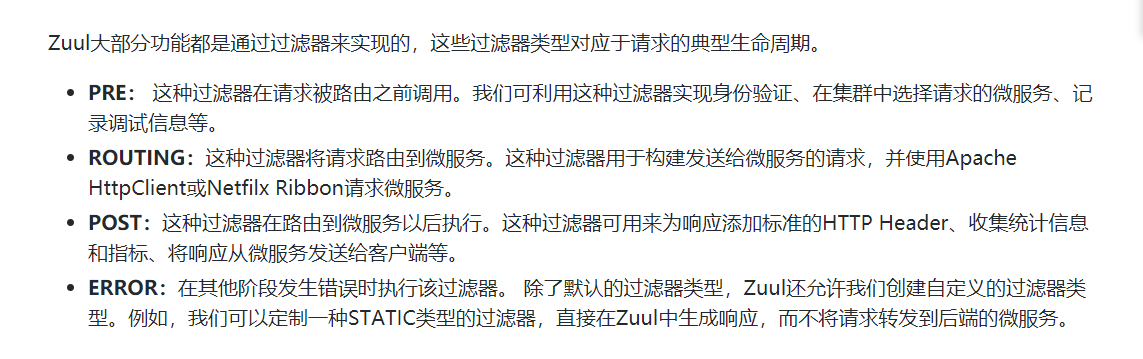 Zuul大部分功能都是通过过滤器来实现的，这些过滤器类型对应于请求的典型生命周期。
• PRE： 这种过滤器在请求被路由之前调用。我们可利用这种过滤器实现身份验证、在集群中选择请求的微服务、记
录调试信息等。
• ROUTING：这种过滤器将请求路由到微服务。这种过滤器用于构建发送给微服务的请求，并使用Apache
HttpClient或Netfilx Ribbon请求微服务。
• POST：这种过滤器在路由到微服务以后执行。这种过滤器可用来为响应添加标准的HTTP Header、收集统计信息
和指标、将响应从微服务发送给客户端等。
• ERROR：在其他阶段发生错误时执行该过滤器。 除了默认的过滤器类型，Zuul还允许我们创建自定义的过滤器类
型。例如，我们可以定制一种STATIC类型的过滤器，直接在Zuul中生成响应，而不将请求转发到后端的微服务。